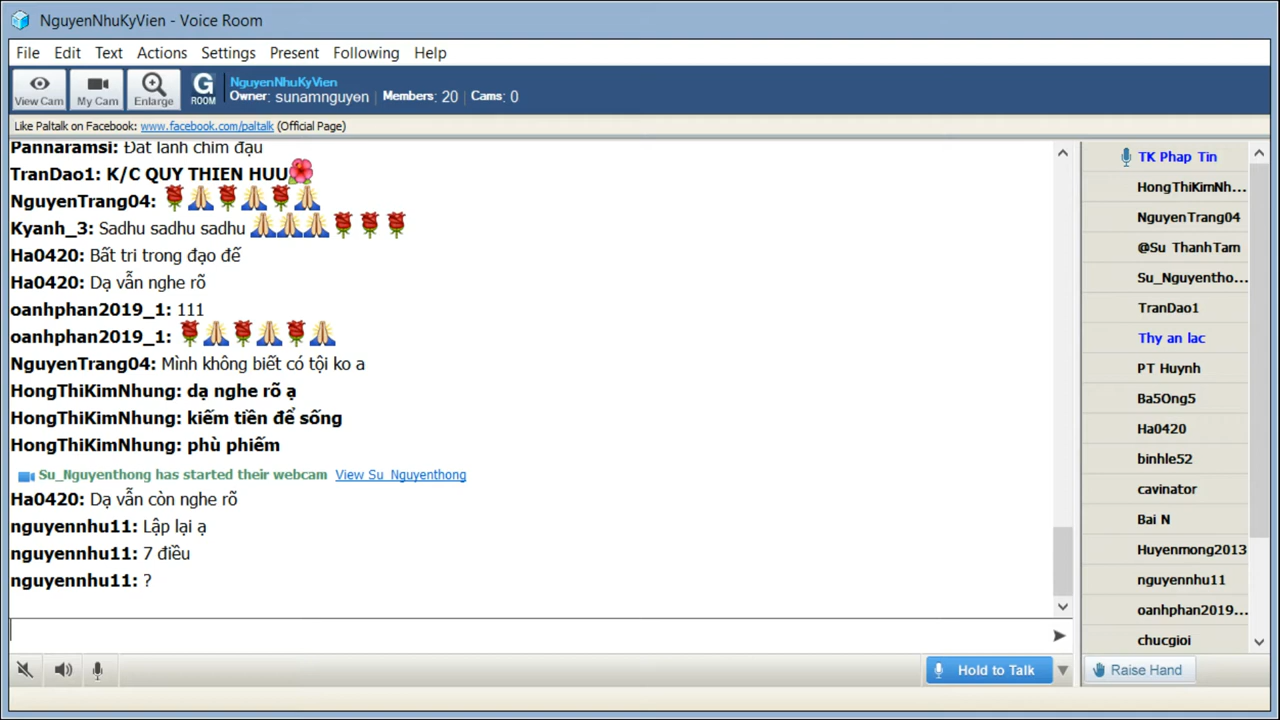 NguyenNhuKyVien - Voice Room
File Edit Text Actions Settings Present Following Help
View Cam
My Cam
Enlarge
G
ROOM
NguyenNhuKyVien
Owner: sunamnguyen | Members: 20 | Cams: 0
Like Paltalk on Facebook: www.facebook.com/paltalk (Official Page)
Pannaramsi: Đất lành chim đậu
TranDao1: K/C QUY THIEN HUU
NguyenTrang04:
Kyanh_3: Sadhu sadhu sadhu
Ha0420: Bất tri trong đạo đế
Ha0420: Dạ vẫn nghe rõ
oanhphan2019_1: 111
oanhphan2019_1:
NguyenTrang04: Mình không biết có tội ko a
HongThiKimNhung: dạ nghe rõ ạ
HongThiKimNhung: kiếm tiền để sống
HongThiKimNhung: phù phiếm
Su_Nguyenthong has started their webcam View Su_Nguyenthong
Ha0420: Dạ vẫn còn nghe rõ
nguyennhu11: Lập lại ạ
nguyennhu11: 7 điều
nguyennhu11: ?
Hold to Talk
TK Phap Tin
HongThiKimNh...
NguyenTrang04
@Su ThanhTam
Su_Nguyentho...
TranDao1
Thy an lac
PT Huynh
Ba5Ong5
Ha0420
binhle52
cavinator
Bai N
Huyenmong2013
nguyennhu11
oanhphan2019...
chucgioi
Raise Hand